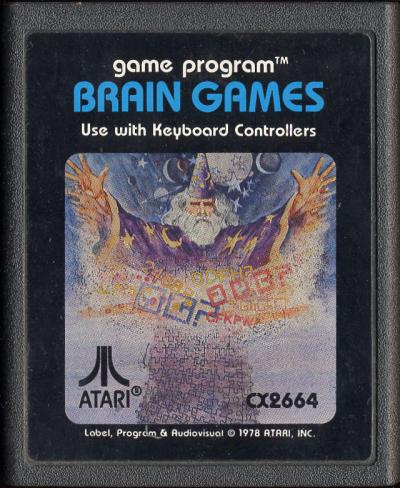 game program™
BRAIN GAMES
Use with Keyboard Controllers
ATARI®
CX2664
Label, Program & Audiovisual © 1978 ATARI, INC.